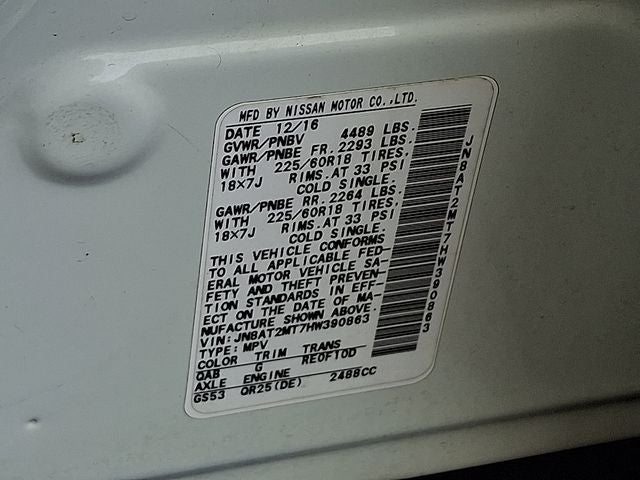 MFD BY NISSAN MOTOR CO.,LTD.
DATE 12/16
GVWR/PNBV 4489 LBS.
GAWR/PNBE FR. 2293 LBS.
WITH 225/60R18 TIRES,
18×7J RIMS.AT 33 PSI
COLD SINGLE.
GAWR/PNBE RR. 2264 LBS.
WITH 225/60R18 TIRES,
18×7J RIMS.AT 33 PSI
COLD SINGLE.
THIS VEHICLE CONFORMS
TO ALL APPLICABLE FED-
ERAL MOTOR VEHICLE SA-
FETY AND THEFT PREVEN-
TION STANDARDS IN EFF-
ECT ON THE DATE OF MA-
NUFACTURE SHOWN ABOVE.
VIN: JN8AT2MT7HW390863
TYPE: MPV
COLOR TRIM TRANS
QAB G RE0F10D
AXLE ENGINE
GS53 QR25(DE) 2488CC
JN8AT2MT7HW390863